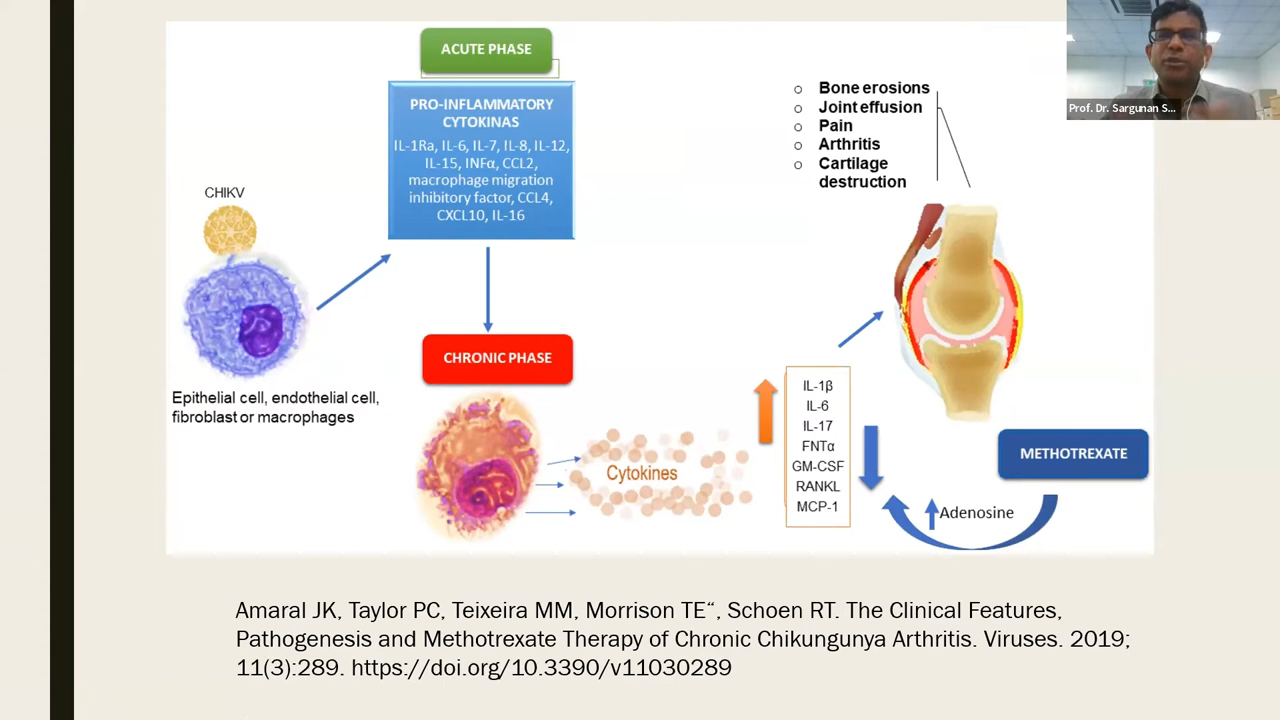 ACUTE PHASE
PRO-INFLAMMATORY
CYTOKINAS
IL-1Ra, IL-6, IL-7, IL-8, IL-12,
IL-15, INFα, CCL2,
macrophage migration
inhibitory factor, CCL4,
CXCL10, IL-16
CHIKV
Epithelial cell, endothelial cell,
fibroblast or macrophages
CHRONIC PHASE
Cytokines
IL-1β
IL-6
IL-17
FNTα
GM-CSF
RANKL
MCP-1
o Bone erosions
o Joint effusion
o Pain
o Arthritis
o Cartilage
destruction
METHOTREXATE
Adenosine
Prof. Dr. Sargunan S...
Amaral JK, Taylor PC, Teixeira MM, Morrison TE“, Schoen RT. The Clinical Features,
Pathogenesis and Methotrexate Therapy of Chronic Chikungunya Arthritis. Viruses. 2019;
11(3):289. https://doi.org/10.3390/v11030289